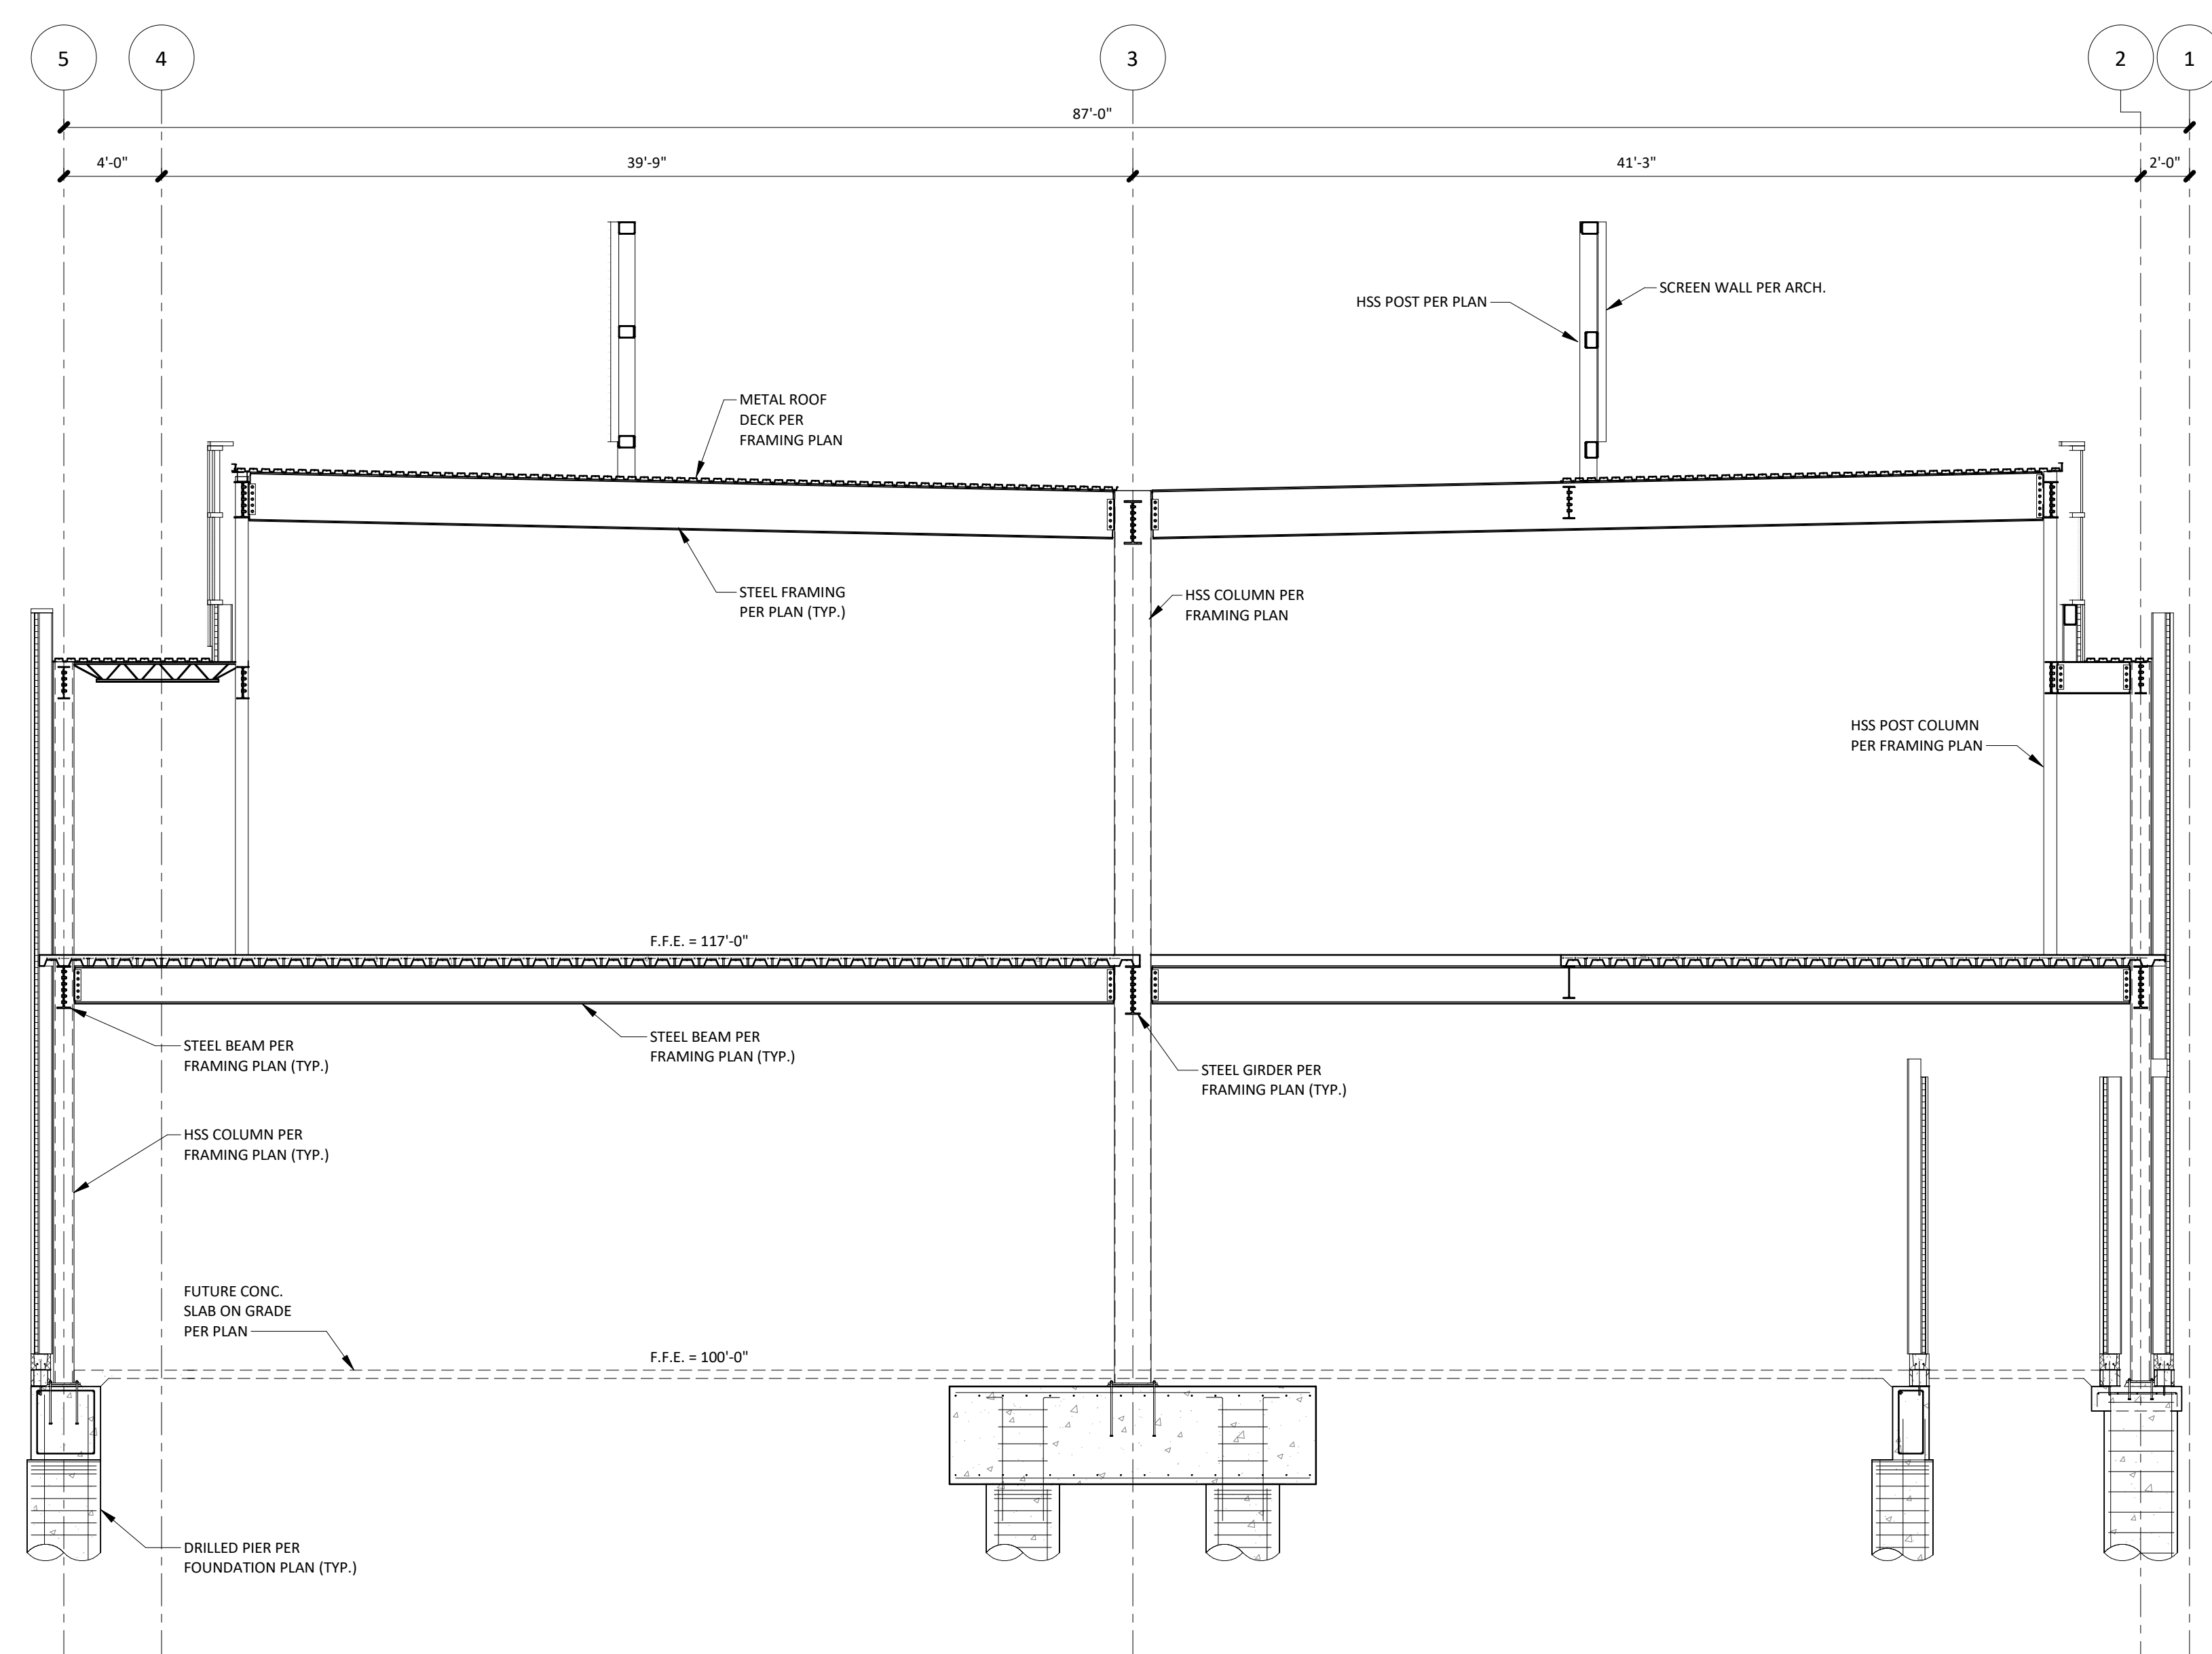 5
4
3
2
1
87'-0"
4'-0"
39'-9"
41'-3"
2'-0"
SCREEN WALL PER ARCH.
HSS POST PER PLAN
METAL ROOF
DECK PER
FRAMING PLAN
STEEL FRAMING
PER PLAN (TYP.)
HSS COLUMN PER
FRAMING PLAN
HSS POST COLUMN
PER FRAMING PLAN
F.F.E. = 117'-0"
STEEL BEAM PER
FRAMING PLAN (TYP.)
STEEL BEAM PER
FRAMING PLAN (TYP.)
STEEL GIRDER PER
FRAMING PLAN (TYP.)
HSS COLUMN PER
FRAMING PLAN (TYP.)
FUTURE CONC.
SLAB ON GRADE
PER PLAN
F.F.E. = 100'-0"
DRILLED PIER PER
FOUNDATION PLAN (TYP.)